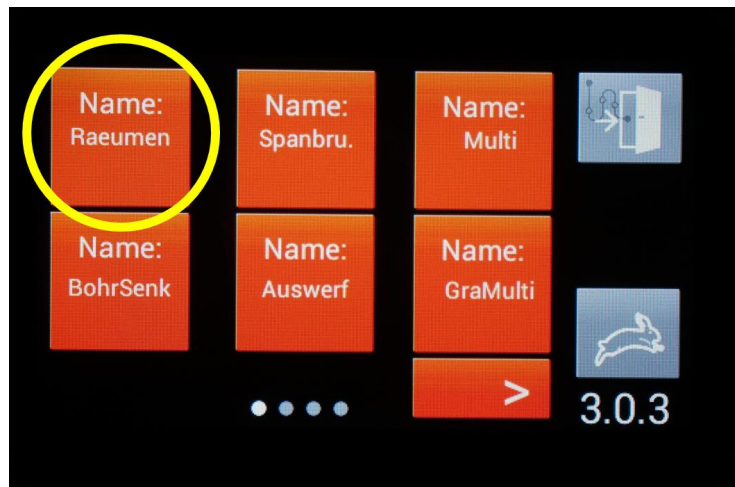 Name:
Raeumen
Name:
Spanbru.
Name:
Multi
Name:
BohrSenk
Name:
Auswerf
Name:
GraMulti
>
3.0.3